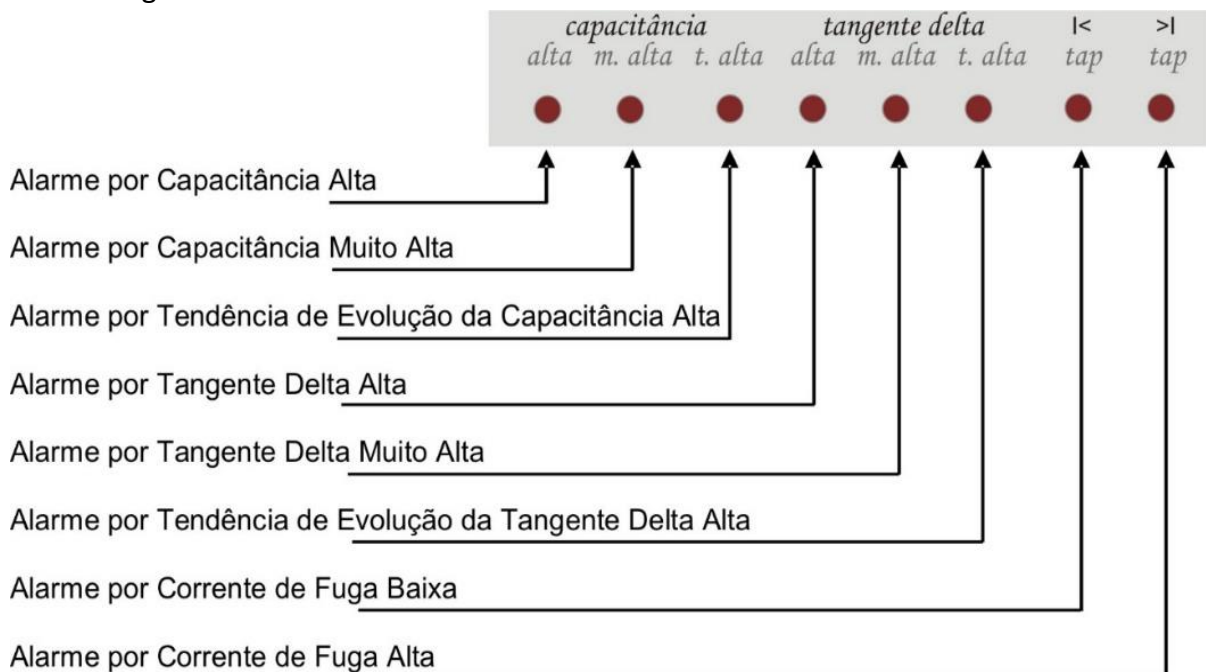 capacitância tangente delta I< >I
alta m. alta t. alta alta m. alta t. alta tap tap
Alarme por Capacitância Alta
Alarme por Capacitância Muito Alta
Alarme por Tendência de Evolução da Capacitância Alta
Alarme por Tangente Delta Alta
Alarme por Tangente Delta Muito Alta
Alarme por Tendência de Evolução da Tangente Delta Alta
Alarme por Corrente de Fuga Baixa
Alarme por Corrente de Fuga Alta